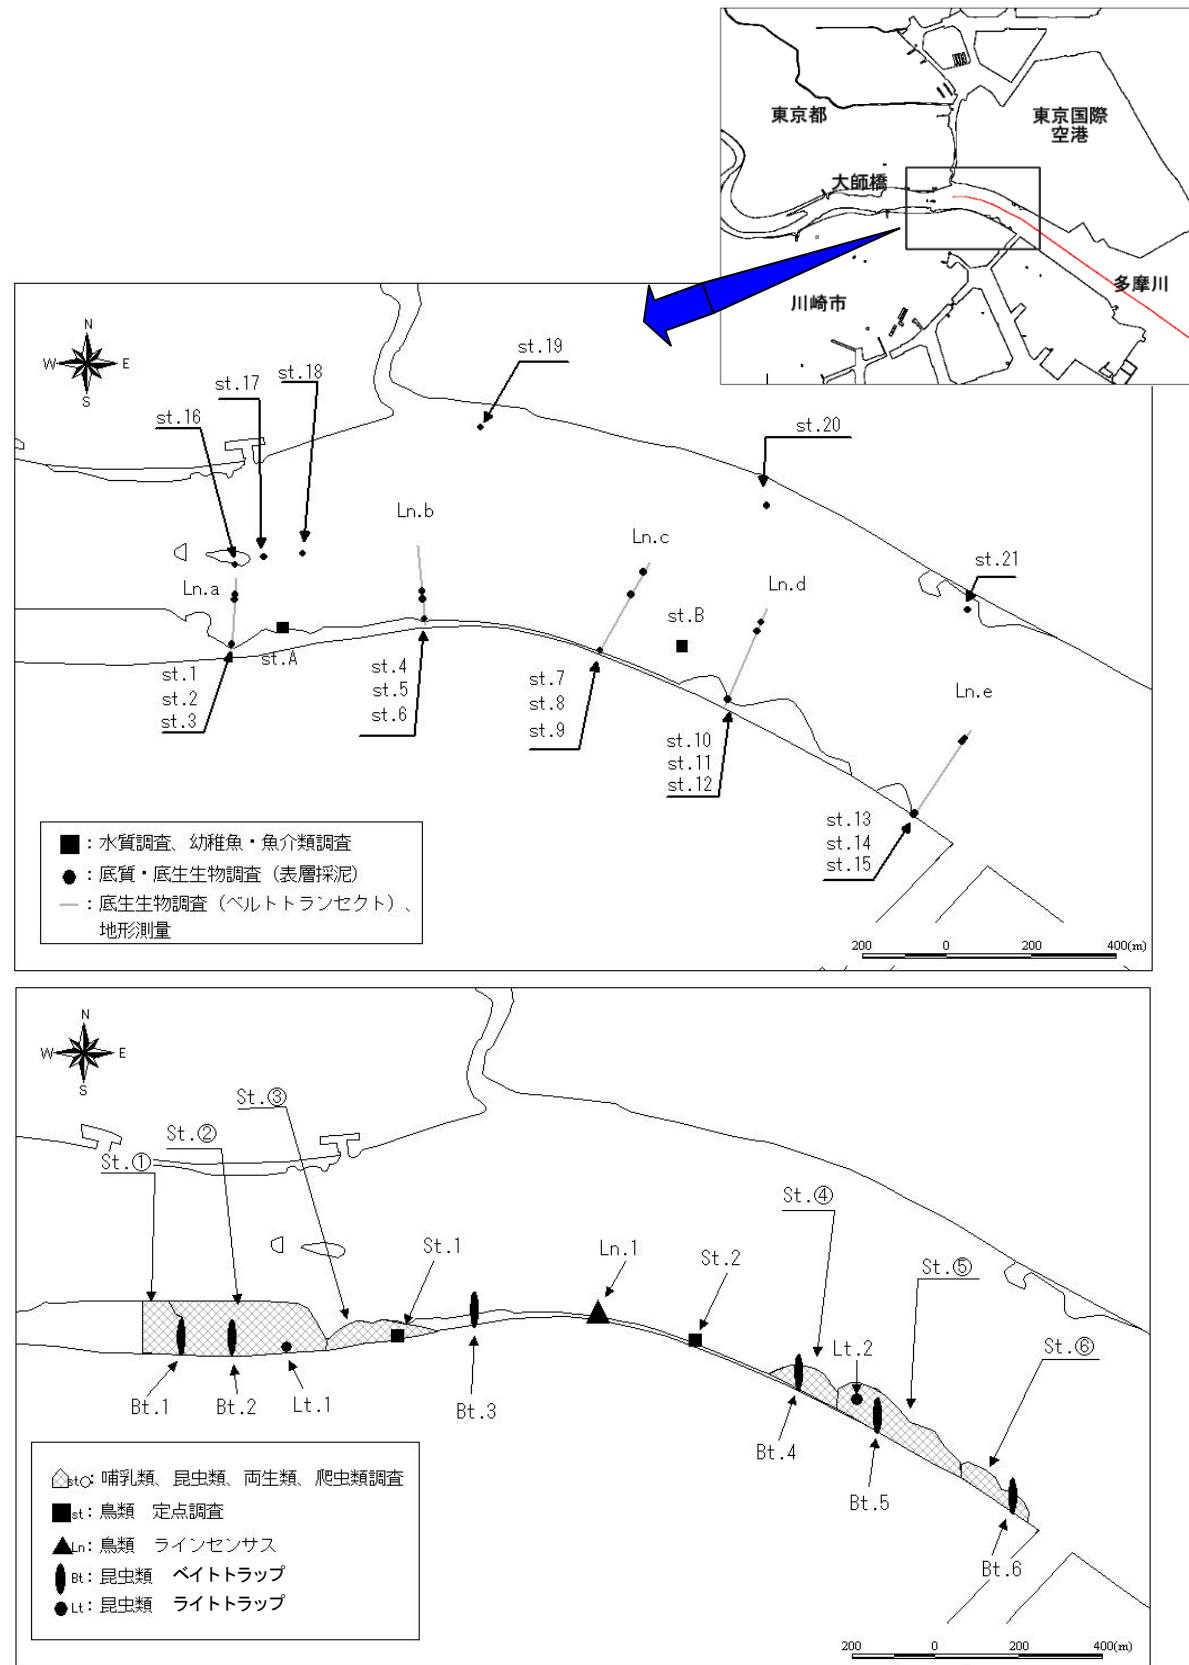 東京都
東京国際
空港
大師橋
多摩川
川崎市
N
W
E
S
st.16
st.17
st.18
st.19
st.20
st.21
Ln.a
Ln.b
Ln.c
Ln.d
Ln.e
st.A
st.B
st.1
st.2
st.3
st.4
st.5
st.6
st.7
st.8
st.9
st.10
st.11
st.12
st.13
st.14
st.15
：水質調査、幼稚魚・魚介類調査
：底質・底生生物調査（表層採泥）
：底生生物調査（ベルトトランセクト）、
地形測量
200 0 200 400(m)
N
W
E
S
St.①
St.②
St.③
St.1
Ln.1
St.2
St.④
St.⑤
St.⑥
Bt.1
Bt.2
Lt.1
Bt.3
Bt.4
Lt.2
Bt.5
Bt.6
st○：哺乳類、昆虫類、両生類、爬虫類調査
st：鳥類 定点調査
Ln：鳥類 ラインセンサス
Bt：昆虫類 ベイトトラップ
Lt：昆虫類 ライトトラップ
200 0 200 400(m)